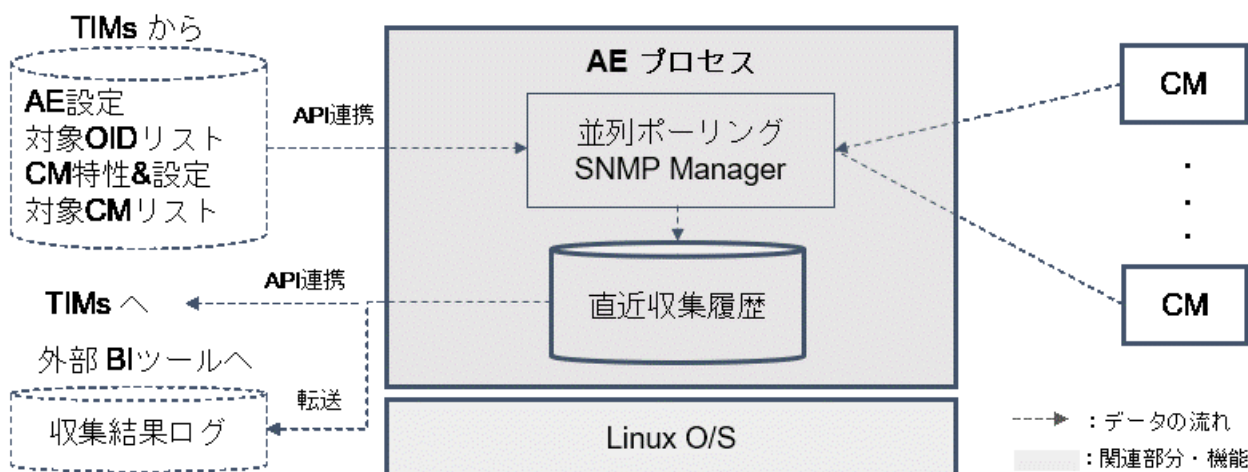 TIMs から
AE設定
対象OIDリスト
CM特性&設定
対象CMリスト
API連携
AE プロセス
並列ポーリング
SNMP Manager
CM
・
・
・
CM
直近収集履歴
API連携
TIMs へ
外部 BIツールへ
転送
収集結果ログ
Linux O/S
：データの流れ
：関連部分・機能